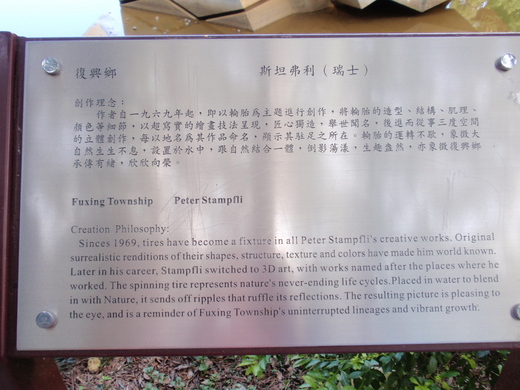 復興鄉 斯坦弗利（瑞士）
創作理念：
作者自一九六九年起，即以輪胎為主題進行創作，將輪胎的造型、結構、肌理、
顏色等細節，以超寫實的繪畫技法呈現，匠心獨造，舉世聞名，後進而從事三度空間
的立體創作，每以地名為其作品命名，顯示其駐足之所在。輪胎的運轉不歇，象徵大
自然生生不息，設置於水中，跟自然結合一體，倒影蕩漾，生趣盎然，亦象徵復興鄉
承傳有緒，欣欣向榮。
Fuxing Township Peter Stampfli
Creation Philosophy:
Sinces 1969, tires have become a fixture in all Peter Stampfli's creative works. Original
surrealistic renditions of their shapes, structure, texture and colors have made him world known.
Later in his career, Stampfli switched to 3D art, with works named after the places where he
worked. The spinning tire represents nature's never-ending life cycles.Placed in water to blend
in with Nature, it sends off ripples that ruffle its reflections. The resulting picture is pleasing to
the eye, and is a reminder of Fuxing Township's uninterrupted lineages and vibrant growth.